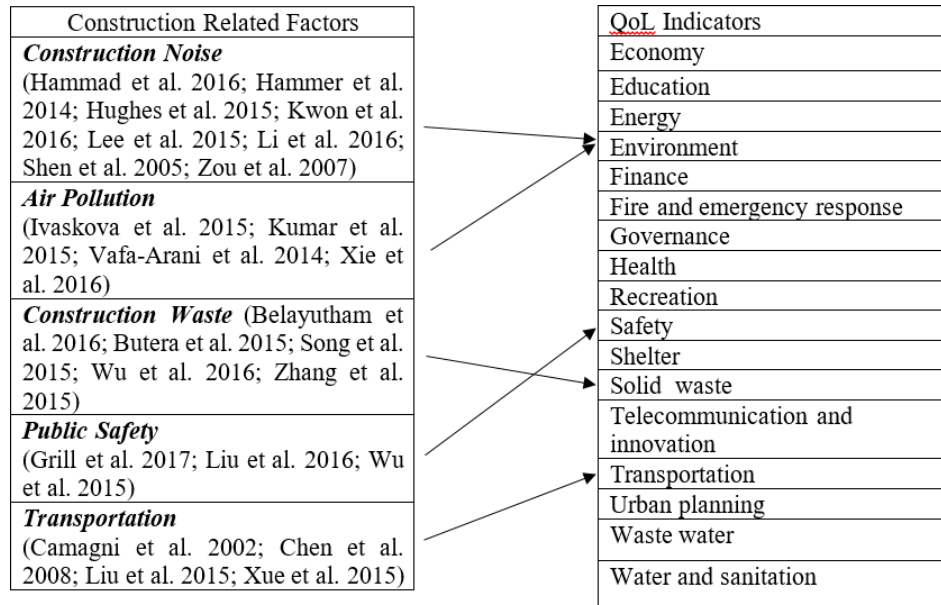 Construction Related Factors
Construction Noise
(Hammad et al. 2016; Hammer et al.
2014; Hughes et al. 2015; Kwon et al.
2016; Lee et al. 2015; Li et al. 2016;
Shen et al. 2005; Zou et al. 2007)
Air Pollution
(Ivaskova et al. 2015; Kumar et al.
2015; Vafa-Arani et al. 2014; Xie et
al. 2016)
Construction Waste (Belayutham et
al. 2016; Butera et al. 2015; Song et al.
2015; Wu et al. 2016; Zhang et al.
2015)
Public Safety
(Grill et al. 2017; Liu et al. 2016; Wu
et al. 2015)
Transportation
(Camagni et al. 2002; Chen et al.
2008; Liu et al. 2015; Xue et al. 2015)
QoL Indicators
Economy
Education
Energy
Environment
Finance
Fire and emergency response
Governance
Health
Recreation
Safety
Shelter
Solid waste
Telecommunication and
innovation
Transportation
Urban planning
Waste water
Water and sanitation